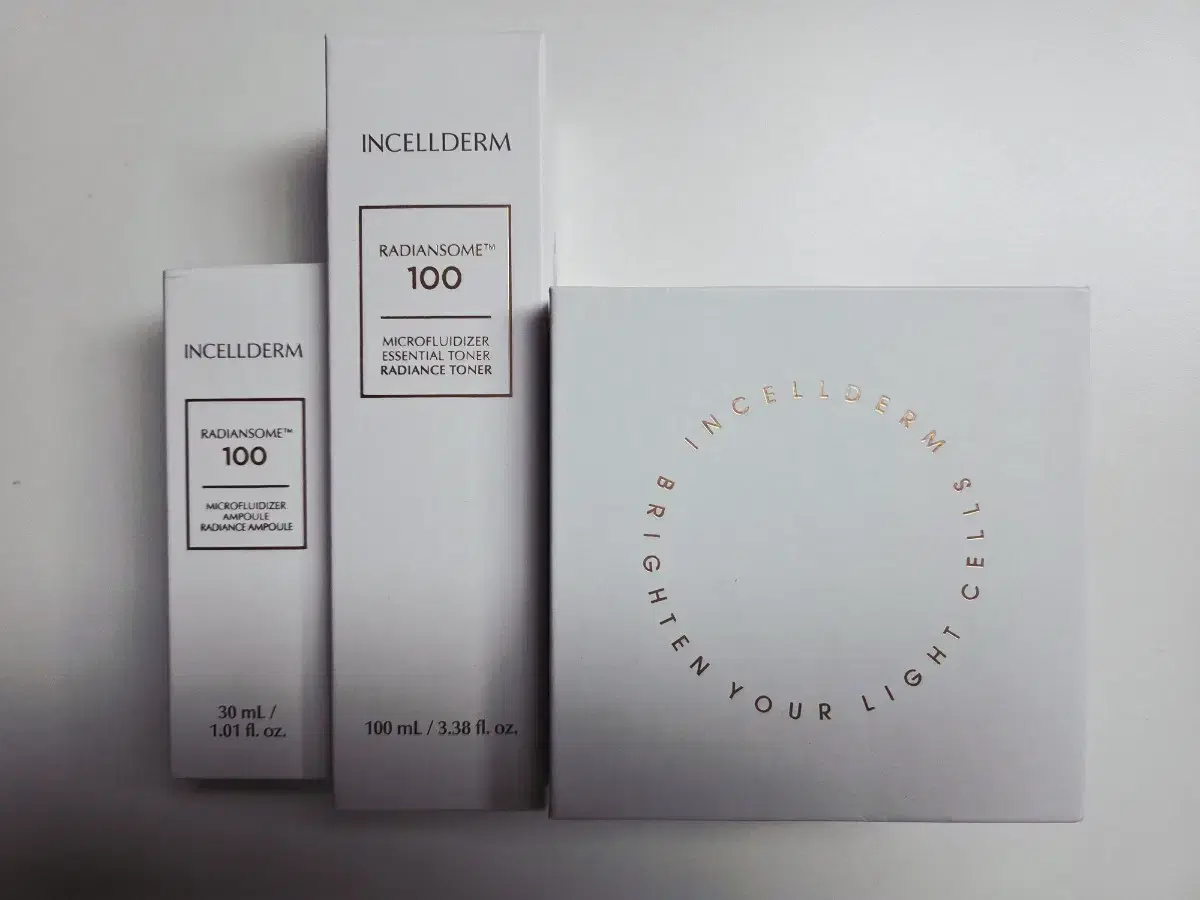 INCELLDERM
RADIANSOME™
100
MICROFLUIDIZER
AMPOULE
RADIANCE AMPOULE
30 mL /
1.01 fl. oz.
INCELLDERM
RADIANSOME™
100
MICROFLUIDIZER
ESSENTIAL TONER
RADIANCE TONER
100 mL / 3.38 fl. oz.
INCELLDERM
BRIGHTEN YOUR LIGHT CELLS